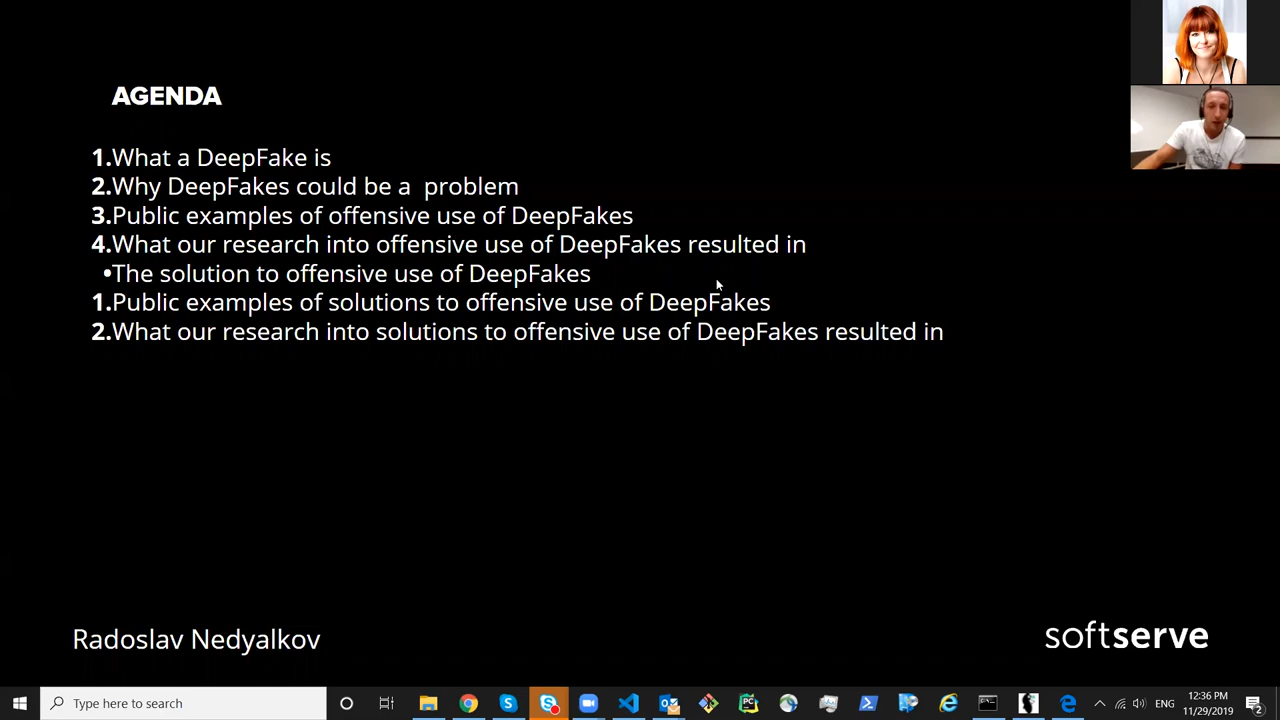 AGENDA
1.What a DeepFake is
2.Why DeepFakes could be a  problem
3.Public examples of offensive use of DeepFakes
4.What our research into offensive use of DeepFakes resulted in
•The solution to offensive use of DeepFakes
1.Public examples of solutions to offensive use of DeepFakes
2.What our research into solutions to offensive use of DeepFakes resulted in
Radoslav Nedyalkov
softserve
Type here to search
ENG
12:36 PM
11/29/2019
2